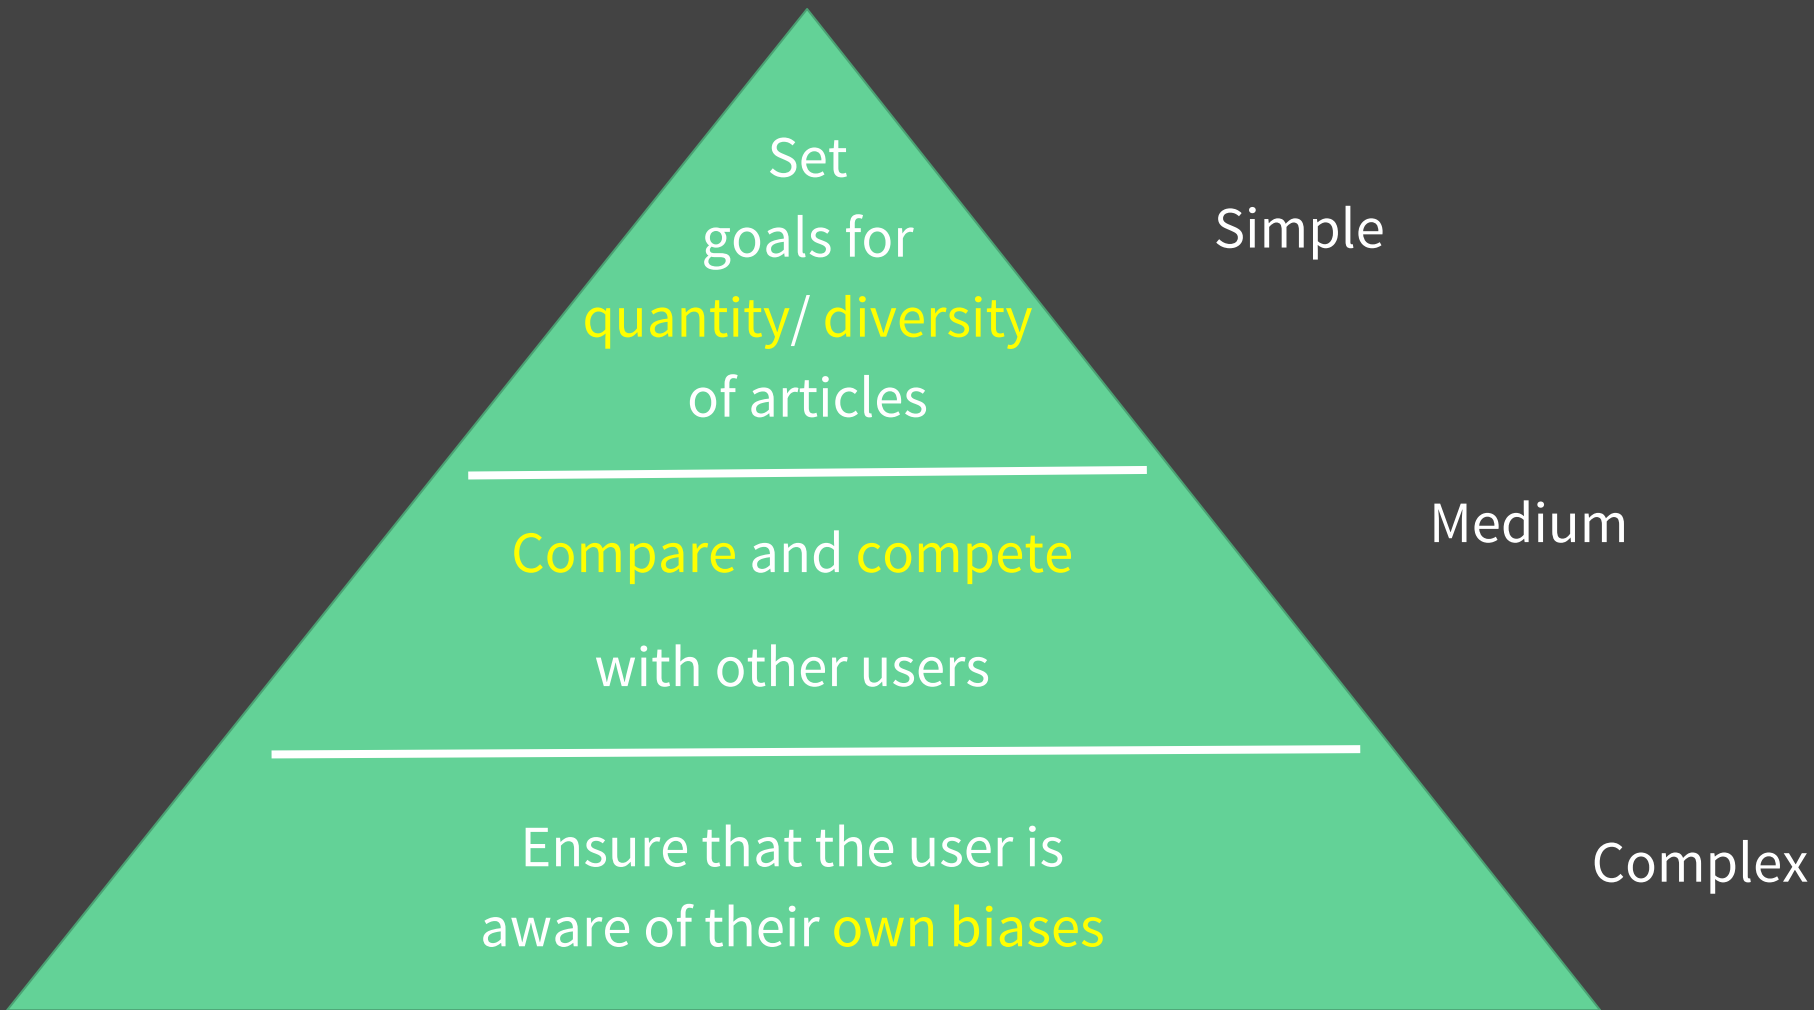 Set
goals for
quantity/ diversity
of articles
Simple
Compare and compete
with other users
Medium
Ensure that the user is
aware of their own biases
Complex